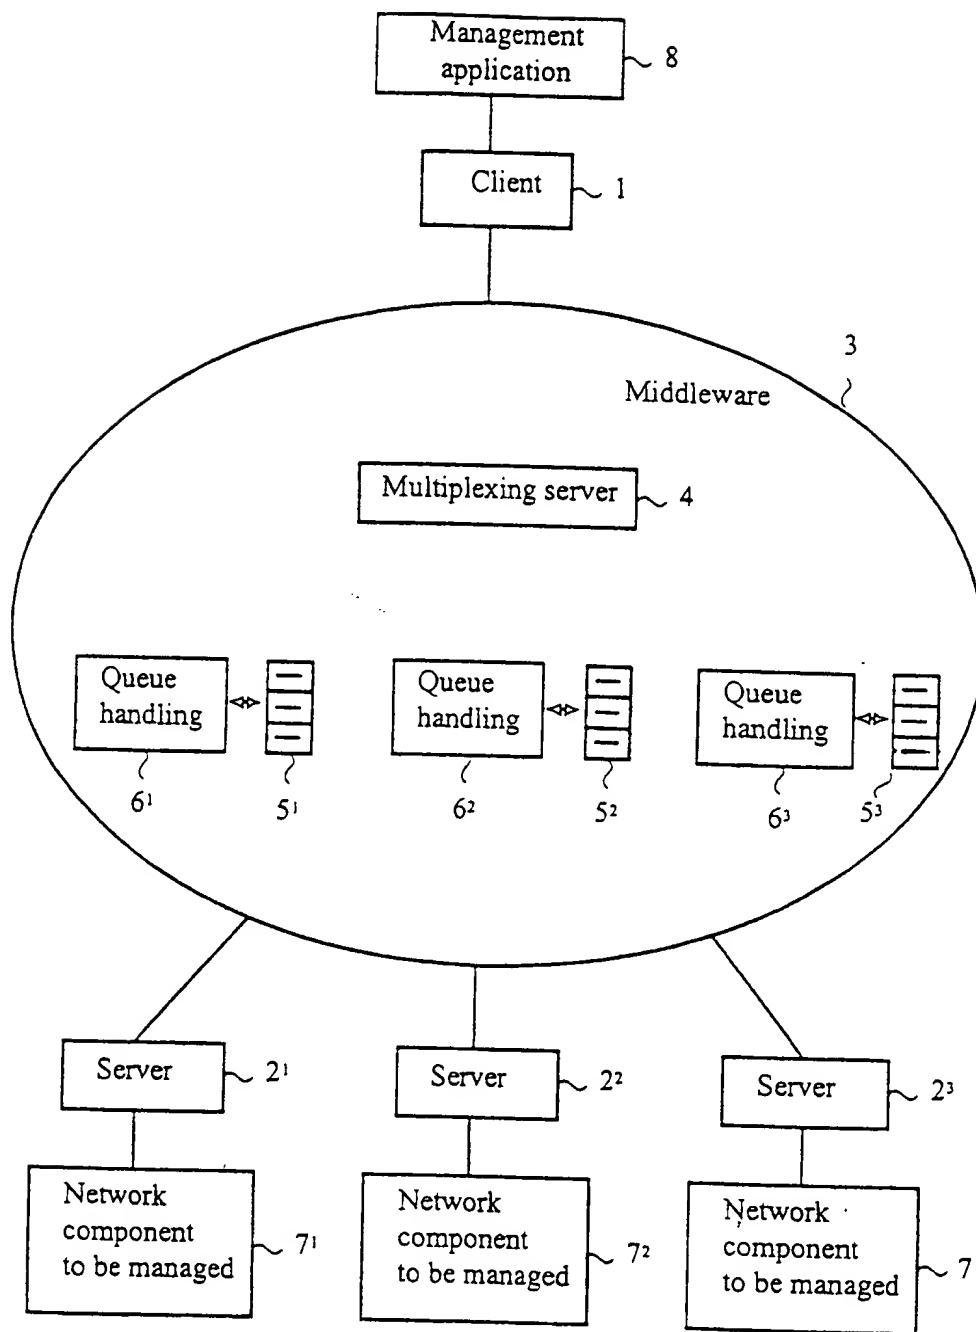 Management
application
8
Client
1
3
Middleware
Multiplexing server
4
Queue
handling
Queue
handling
Queue
handling
6¹
5¹
6²
5²
6³
5³
Server
2¹
Server
2²
Server
2³
Network
component
to be managed
7¹
Network
component
to be managed
7²
Network
component
to be managed
7